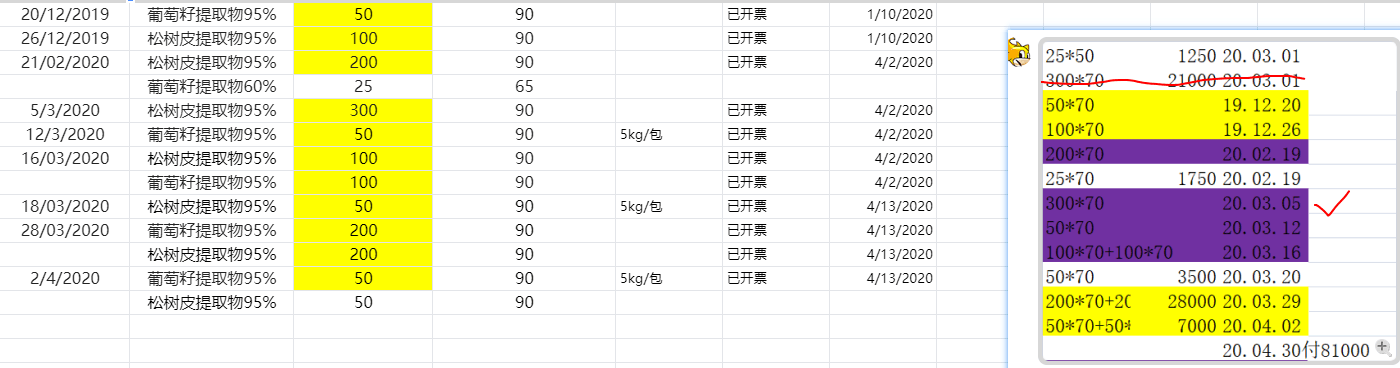 20/12/2019 葡萄籽提取物95% 50 90 已开票 1/10/2020
26/12/2019 松树皮提取物95% 100 90 已开票 1/10/2020
21/02/2020 松树皮提取物95% 200 90 已开票 4/2/2020
葡萄籽提取物60% 25 65
5/3/2020 松树皮提取物95% 300 90 已开票 4/2/2020
12/3/2020 葡萄籽提取物95% 50 90 5kg/包 已开票 4/2/2020
16/03/2020 松树皮提取物95% 100 90 已开票 4/2/2020
葡萄籽提取物95% 100 90 已开票 4/2/2020
18/03/2020 松树皮提取物95% 50 90 5kg/包 已开票 4/13/2020
28/03/2020 葡萄籽提取物95% 200 90 已开票 4/13/2020
松树皮提取物95% 200 90 已开票 4/13/2020
2/4/2020 葡萄籽提取物95% 50 90 5kg/包 已开票 4/13/2020
松树皮提取物95% 50 90
25*50 1250 20.03.01
300*70 21000 20.03.01
50*70 19.12.20
100*70 19.12.26
200*70 20.02.19
25*70 1750 20.02.19
300*70 20.03.05
50*70 20.03.12
100*70+100*70 20.03.16
50*70 3500 20.03.20
200*70+20 28000 20.03.29
50*70+50* 7000 20.04.02
20.04.30付81000